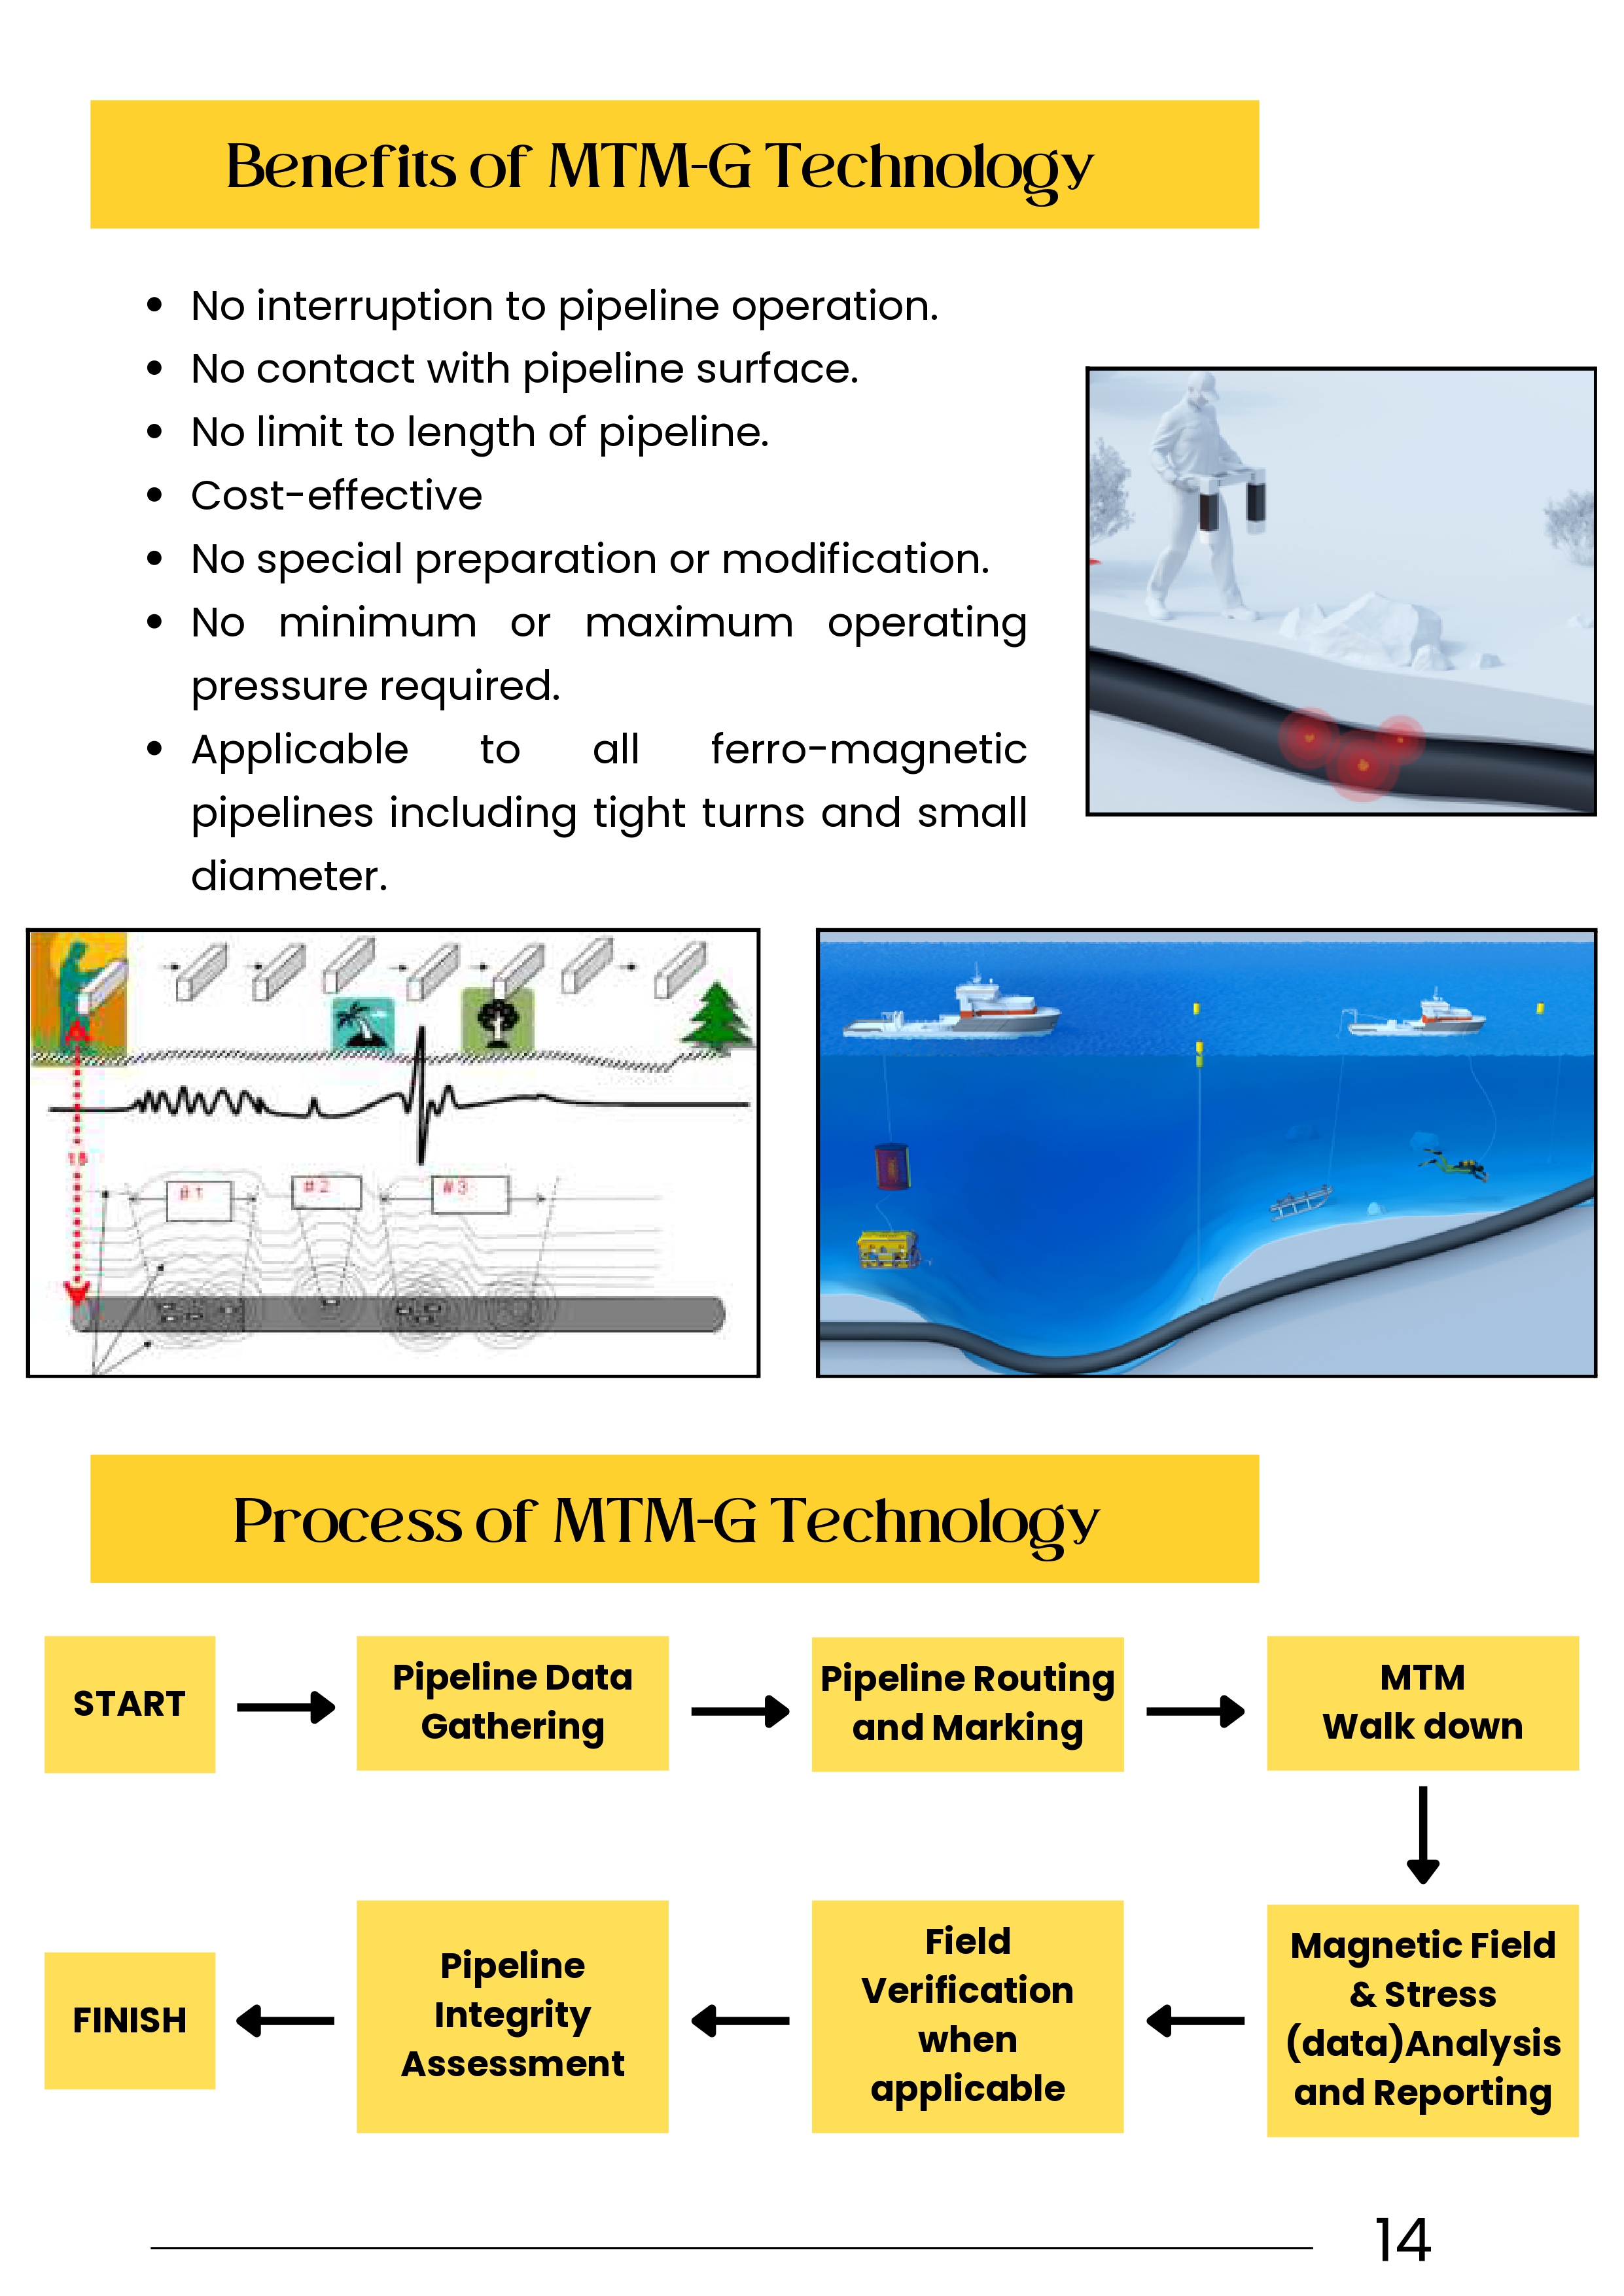 Benefits of MTM-G Technology
• No interruption to pipeline operation.
• No contact with pipeline surface.
• No limit to length of pipeline.
• Cost-effective
• No special preparation or modification.
• No minimum or maximum operating
pressure required.
• Applicable to all ferro-magnetic
pipelines including tight turns and small
diameter.
#1
#2
#3
Process of MTM-G Technology
START
Pipeline Data
Gathering
Pipeline Routing
and Marking
MTM
Walk down
Magnetic Field
& Stress
(data)Analysis
and Reporting
Field
Verification
when
applicable
Pipeline
Integrity
Assessment
FINISH
14